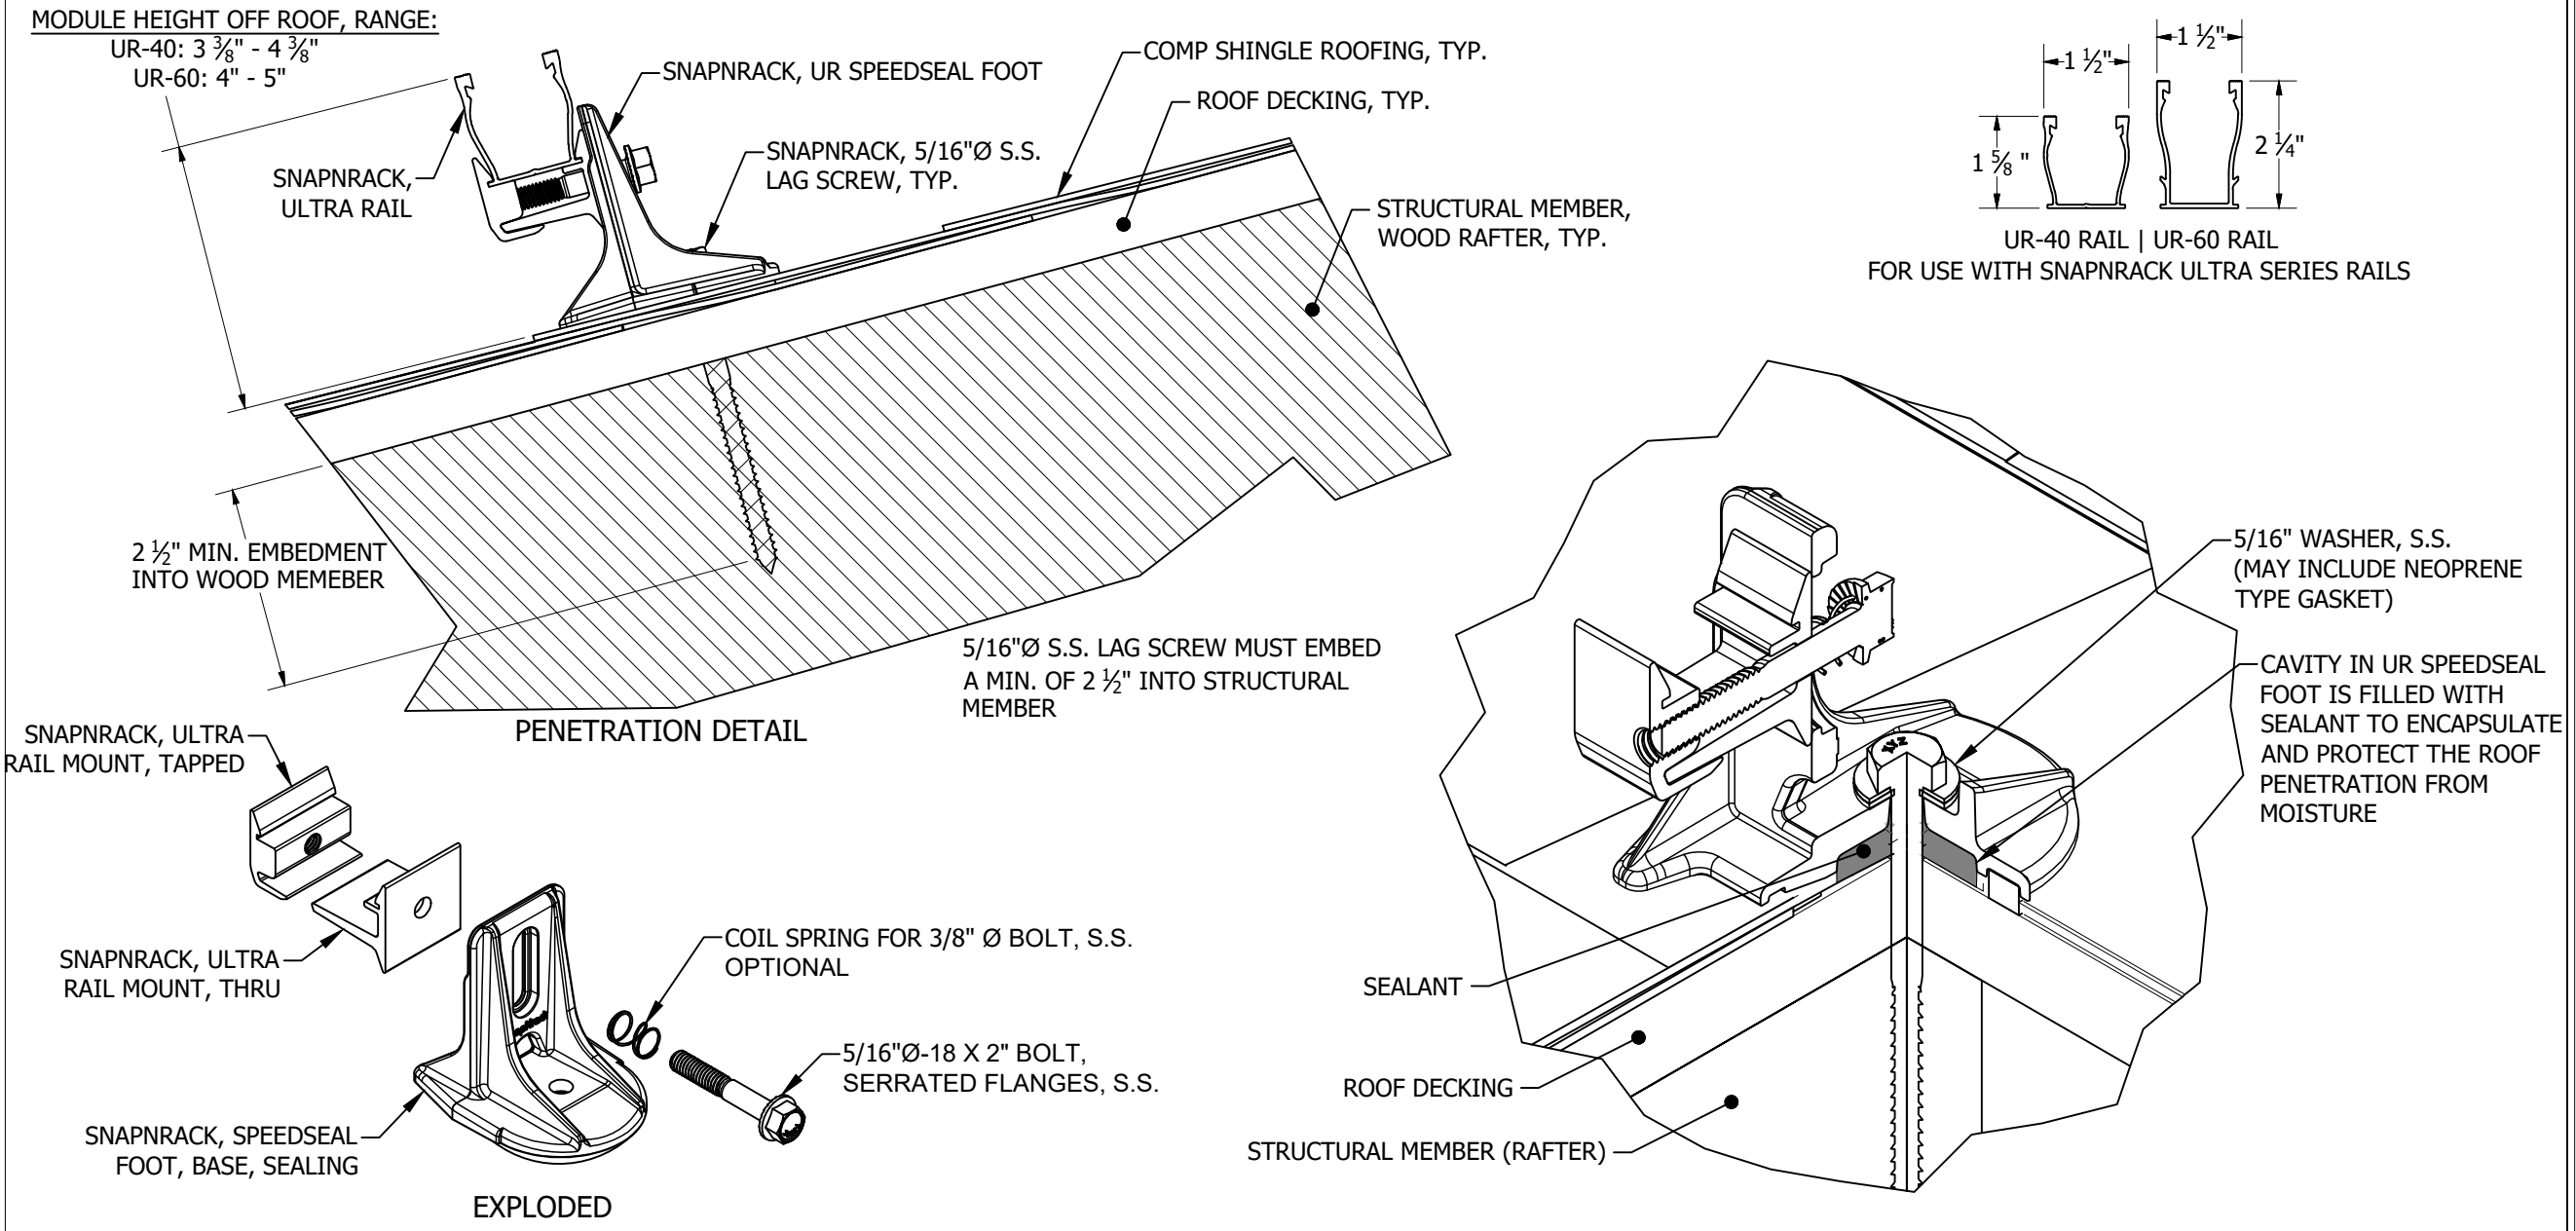 MODULE HEIGHT OFF ROOF, RANGE:
UR-40: 3 3⁄8" - 4 3⁄8"
UR-60: 4" - 5"
SNAPNRACK,
ULTRA RAIL
SNAPNRACK, UR SPEEDSEAL FOOT
SNAPNRACK, 5/16"Ø S.S.
LAG SCREW, TYP.
COMP SHINGLE ROOFING, TYP.
ROOF DECKING, TYP.
STRUCTURAL MEMBER,
WOOD RAFTER, TYP.
2 1⁄2" MIN. EMBEDMENT
INTO WOOD MEMEBER
5/16"Ø S.S. LAG SCREW MUST EMBED
A MIN. OF 2 1⁄2" INTO STRUCTURAL
MEMBER
PENETRATION DETAIL
1 1⁄2"
1 1⁄2"
1 5⁄8 "
2 1⁄4"
UR-40 RAIL | UR-60 RAIL
FOR USE WITH SNAPNRACK ULTRA SERIES RAILS
SNAPNRACK, ULTRA
RAIL MOUNT, TAPPED
SNAPNRACK, ULTRA
RAIL MOUNT, THRU
SNAPNRACK, SPEEDSEAL
FOOT, BASE, SEALING
COIL SPRING FOR 3/8" Ø BOLT, S.S.
OPTIONAL
5/16"Ø-18 X 2" BOLT,
SERRATED FLANGES, S.S.
EXPLODED
5/16" WASHER, S.S.
(MAY INCLUDE NEOPRENE
TYPE GASKET)
CAVITY IN UR SPEEDSEAL
FOOT IS FILLED WITH
SEALANT TO ENCAPSULATE
AND PROTECT THE ROOF
PENETRATION FROM
MOISTURE
XYZ
SEALANT
ROOF DECKING
STRUCTURAL MEMBER (RAFTER)